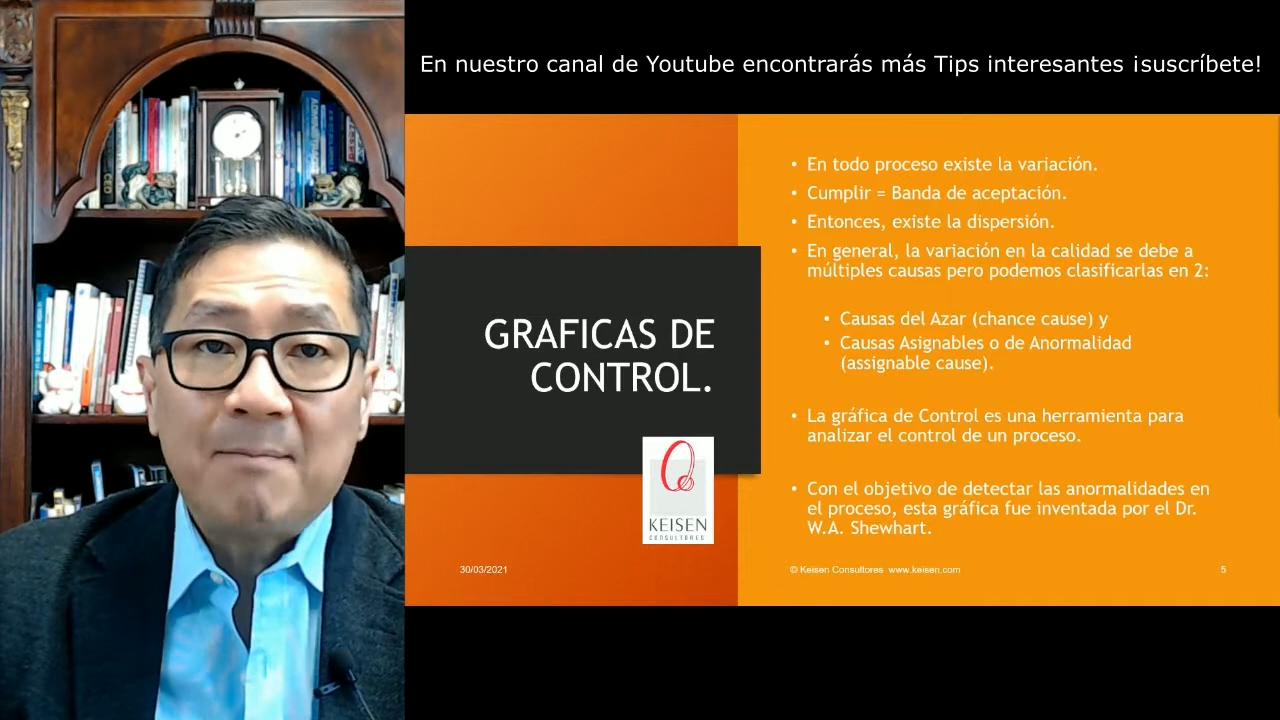 En nuestro canal de Youtube encontrarás más Tips interesantes ¡suscríbete!
GRAFICAS DE
CONTROL.
KEISEN
CONSULTORES
30/03/2021
• En todo proceso existe la variación.
• Cumplir = Banda de aceptación.
• Entonces, existe la dispersión.
• En general, la variación en la calidad se debe a
múltiples causas pero podemos clasificarlas en 2:
• Causas del Azar (chance cause) y
• Causas Asignables o de Anormalidad
(assignable cause).
• La gráfica de Control es una herramienta para
analizar el control de un proceso.
• Con el objetivo de detectar las anormalidades en
el proceso, esta gráfica fue inventada por el Dr.
W.A. Shewhart.
© Keisen Consultores www.keisen.com
5